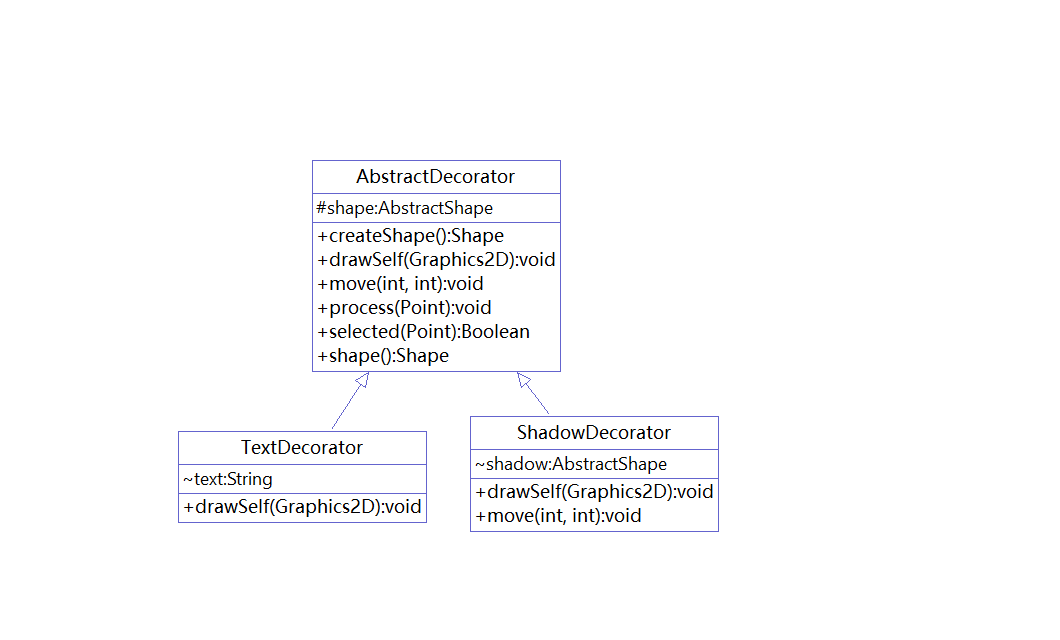 AbstractDecorator
#shape:AbstractShape
+createShape():Shape
+drawSelf(Graphics2D):void
+move(int, int):void
+process(Point):void
+selected(Point):Boolean
+shape():Shape
TextDecorator
~text:String
+drawSelf(Graphics2D):void
ShadowDecorator
~shadow:AbstractShape
+drawSelf(Graphics2D):void
+move(int, int):void